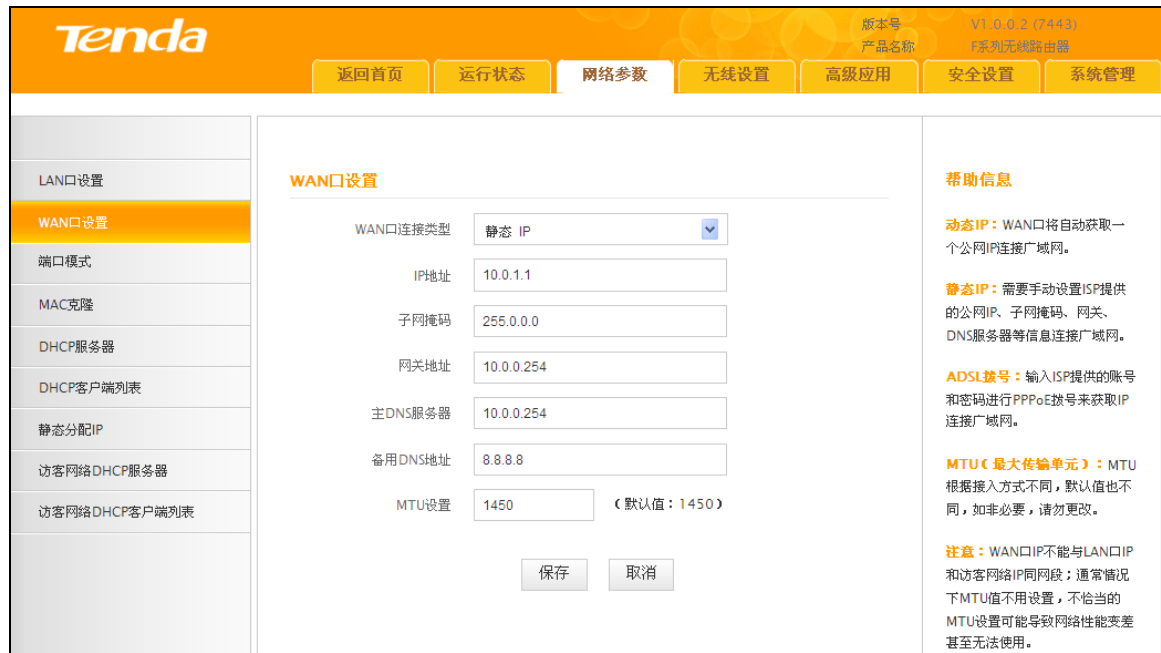 Tenda
版本号 V1.0.0.2 (7443)
产品名称 F系列无线路由器
返回首页 运行状态 网络参数 无线设置 高级应用 安全设置 系统管理
LAN口设置
WAN口设置
端口模式
MAC克隆
DHCP服务器
DHCP客户端列表
静态分配IP
访客网络DHCP服务器
访客网络DHCP客户端列表
WAN口设置
WAN口连接类型 静态 IP
IP地址 10.0.1.1
子网掩码 255.0.0.0
网关地址 10.0.0.254
主DNS服务器 10.0.0.254
备用DNS地址 8.8.8.8
MTU设置 1450 (默认值：1450)
保存 取消
帮助信息
动态IP：WAN口将自动获取一
个公网IP连接广域网。
静态IP：需要手动设置ISP提供
的公网IP、子网掩码、网关、
DNS服务器等信息连接广域网。
ADSL拨号：输入ISP提供的账号
和密码进行PPPoE拨号来获取IP
连接广域网。
MTU(最大传输单元)：MTU
根据接入方式不同，默认值也不
同，如非必要，请勿更改。
注意：WAN口IP不能与LAN口IP
和访客网络IP同网段；通常情况
下MTU值不用设置，不恰当的
MTU设置可能导致网络性能变差
甚至无法使用。